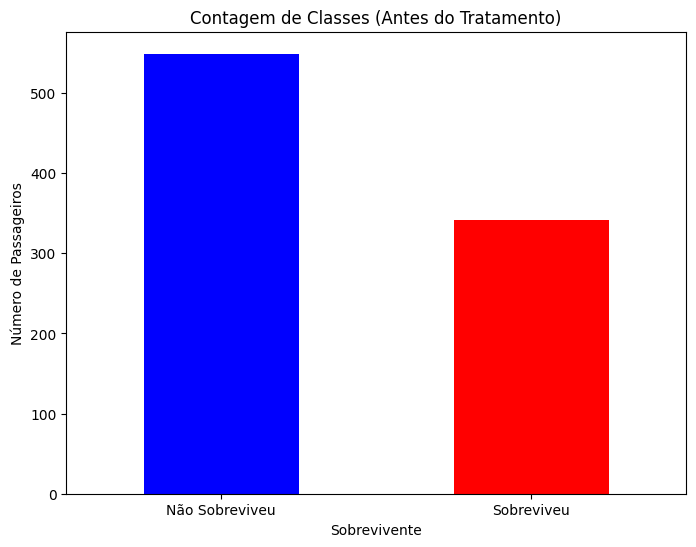 Contagem de Classes (Antes do Tratamento)
Número de Passageiros
500
400
300
200
100
0
Não Sobreviveu
Sobreviveu
Sobrevivente